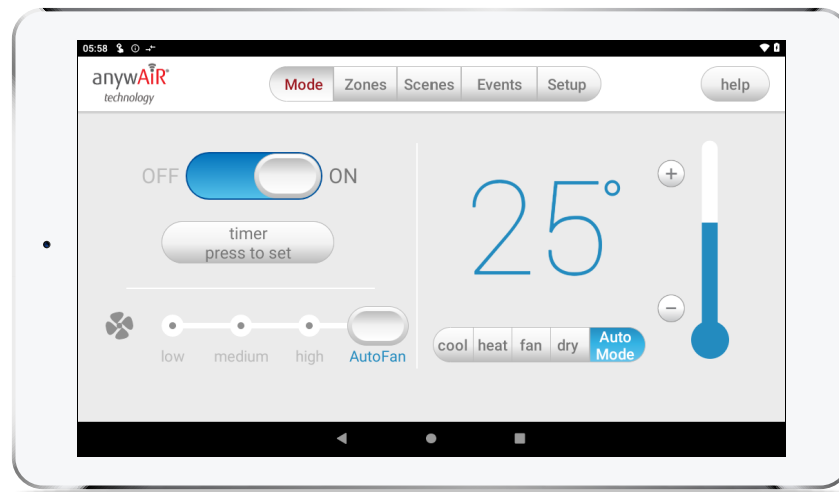 05:58
anywAiR
technology
Mode Zones Scenes Events Setup
help
OFF ON
timer
press to set
low medium high AutoFan
25°
+
−
cool heat fan dry Auto Mode